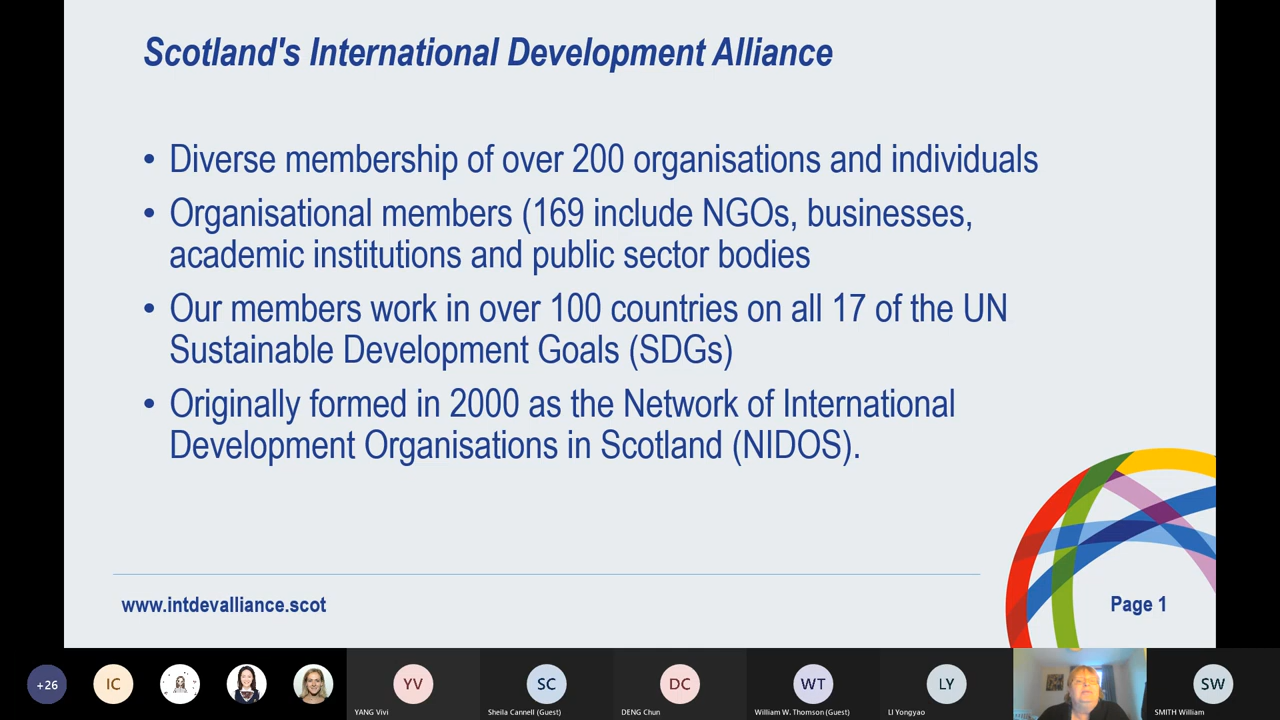 Scotland's International Development Alliance
• Diverse membership of over 200 organisations and individuals
• Organisational members (169 include NGOs, businesses,
academic institutions and public sector bodies
• Our members work in over 100 countries on all 17 of the UN
Sustainable Development Goals (SDGs)
• Originally formed in 2000 as the Network of International
Development Organisations in Scotland (NIDOS).
www.intdevalliance.scot
Page 1
+26
IC
YV
YANG Vivi
SC
Sheila Cannell (Guest)
DC
DENG Chun
WT
William W. Thomson (Guest)
LY
LI Yongyao
SW
SMITH William